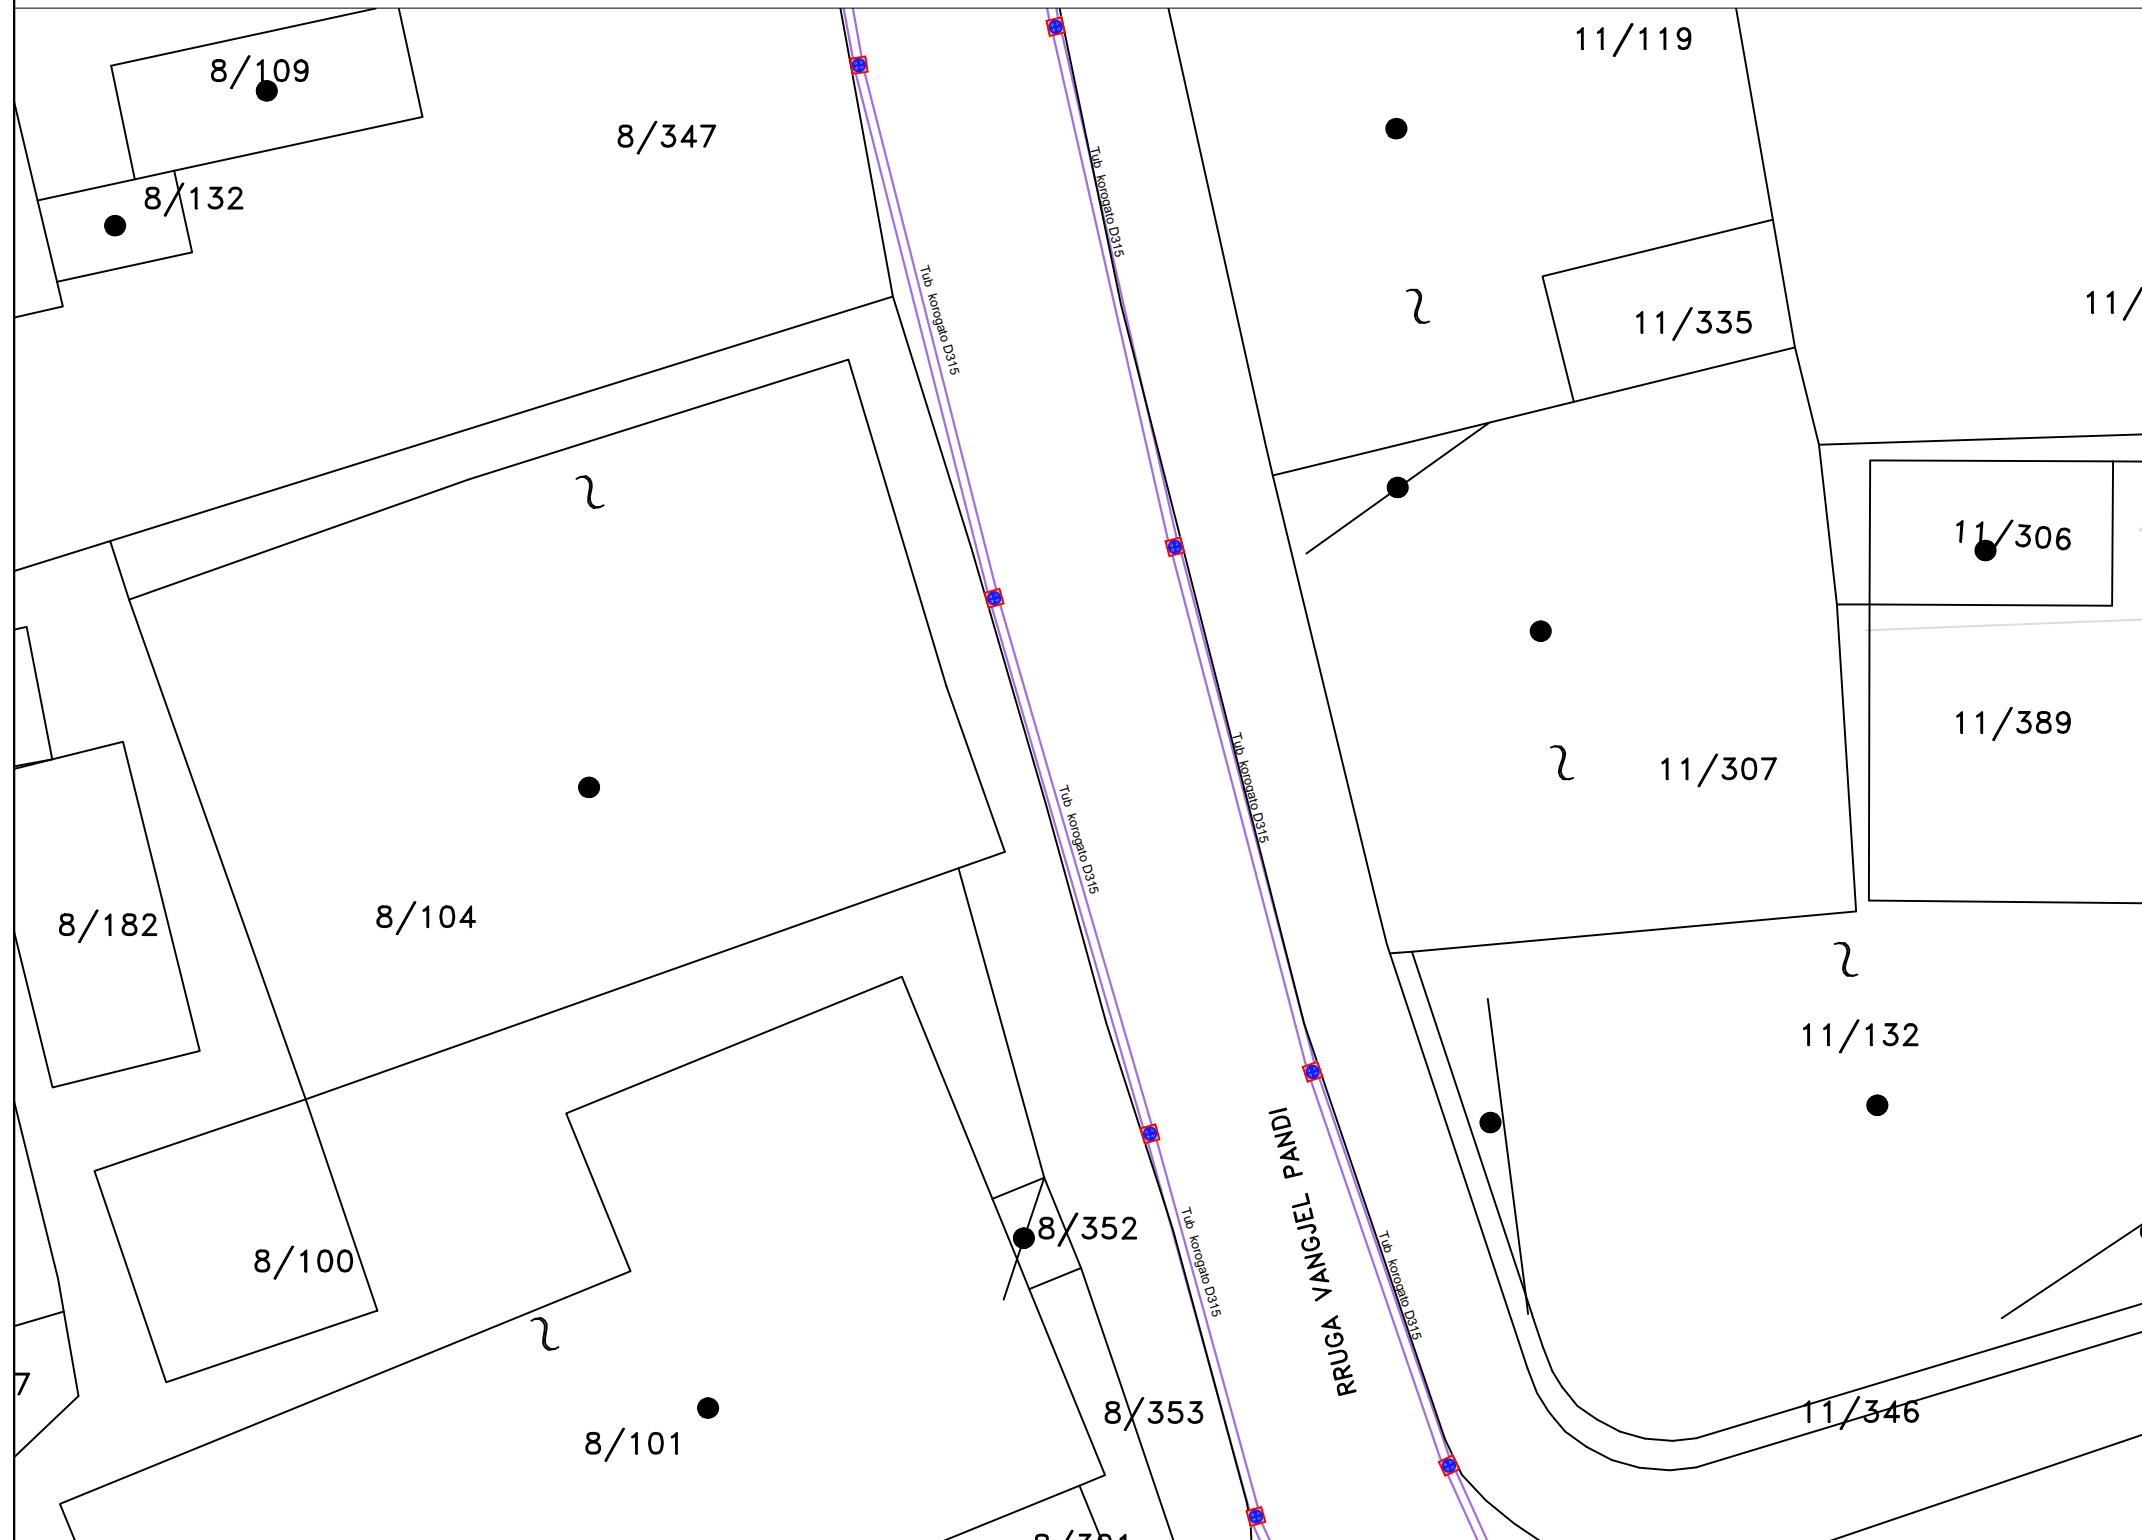 11/119
8/109
8/347
8/132
Tub korogato D315
11/335
11/
Tub korogato D315
11/306
11/389
11/307
Tub korogato D315
Tub korogato D315
8/104
8/182
11/132
RRUGA VANGJEL PANDI
8/352
8/100
Tub korogato D315
Tub korogato D315
7
8/353
11/346
8/101